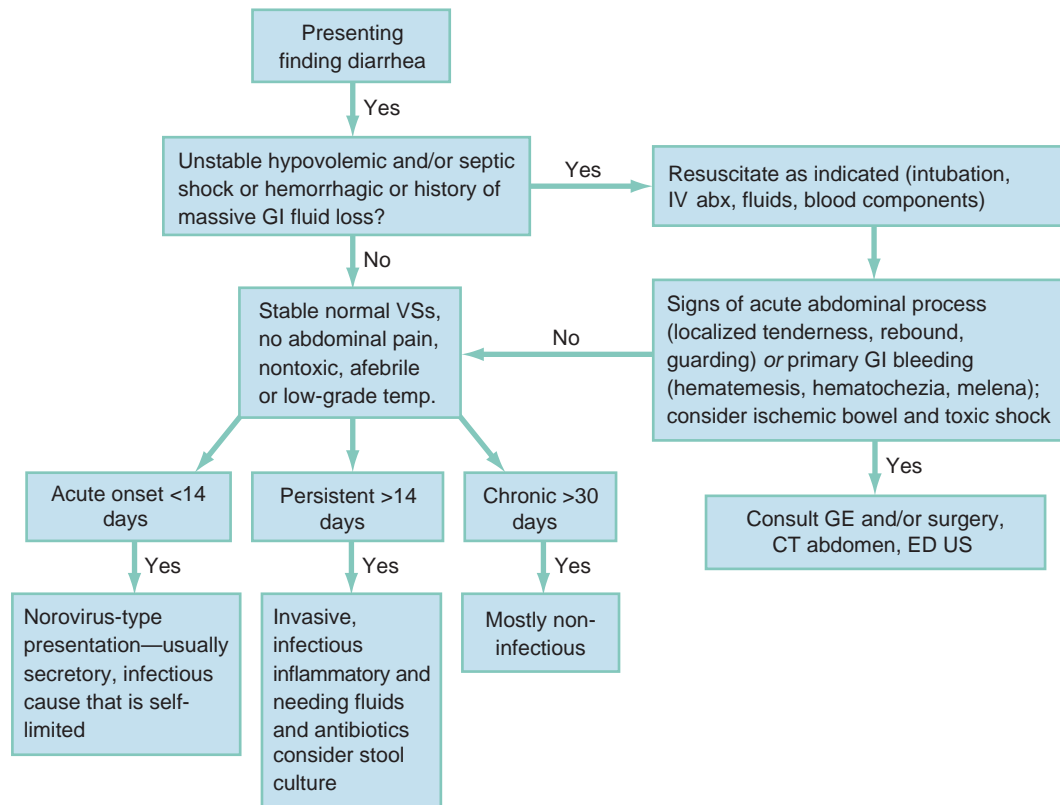 Presenting
finding diarrhea
Yes
Unstable hypovolemic and/or septic
shock or hemorrhagic or history of
massive GI fluid loss?
Yes
Resuscitate as indicated (intubation,
IV abx, fluids, blood components)
No
Stable normal VSs,
no abdominal pain,
nontoxic, afebrile
or low-grade temp.
No
Signs of acute abdominal process
(localized tenderness, rebound,
guarding) or primary GI bleeding
(hematemesis, hematochezia, melena);
consider ischemic bowel and toxic shock
Yes
Consult GE and/or surgery,
CT abdomen, ED US
Acute onset <14
days
Yes
Norovirus-type
presentation—usually
secretory, infectious
cause that is self-
limited
Persistent >14
days
Yes
Invasive,
infectious
inflammatory and
needing fluids
and antibiotics
consider stool
culture
Chronic >30
days
Yes
Mostly non-
infectious